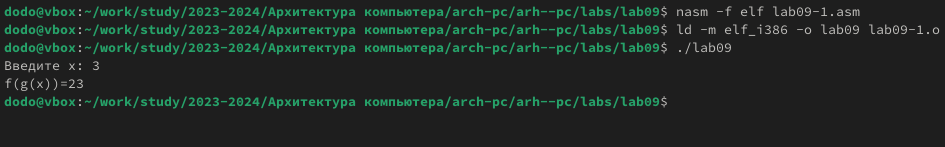 dodo@vbox:~/work/study/2023-2024/Архитектура компьютера/arch-pc/arh--pc/labs/lab09$ nasm -f elf lab09-1.asm
dodo@vbox:~/work/study/2023-2024/Архитектура компьютера/arch-pc/arh--pc/labs/lab09$ ld -m elf_i386 -o lab09 lab09-1.o
dodo@vbox:~/work/study/2023-2024/Архитектура компьютера/arch-pc/arh--pc/labs/lab09$ ./lab09
Введите x: 3
f(g(x))=23
dodo@vbox:~/work/study/2023-2024/Архитектура компьютера/arch-pc/arh--pc/labs/lab09$